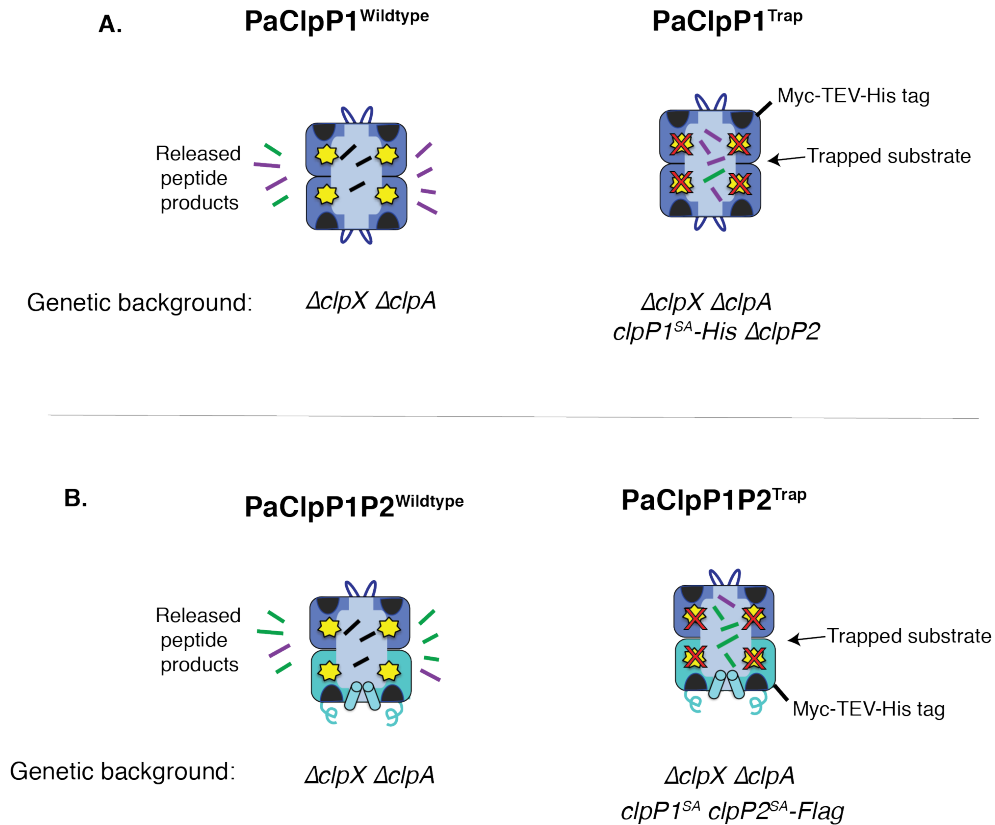 A.
PaClpP1Wildtype
PaClpP1Trap
Myc-TEV-His tag
Released
peptide
products
Trapped substrate
Genetic background:
ΔclpX ΔclpA
ΔclpX ΔclpA
clpP1SA-His ΔclpP2
B.
PaClpP1P2Wildtype
PaClpP1P2Trap
Released
peptide
products
Trapped substrate
Myc-TEV-His tag
Genetic background:
ΔclpX ΔclpA
ΔclpX ΔclpA
clpP1SA clpP2SA-Flag